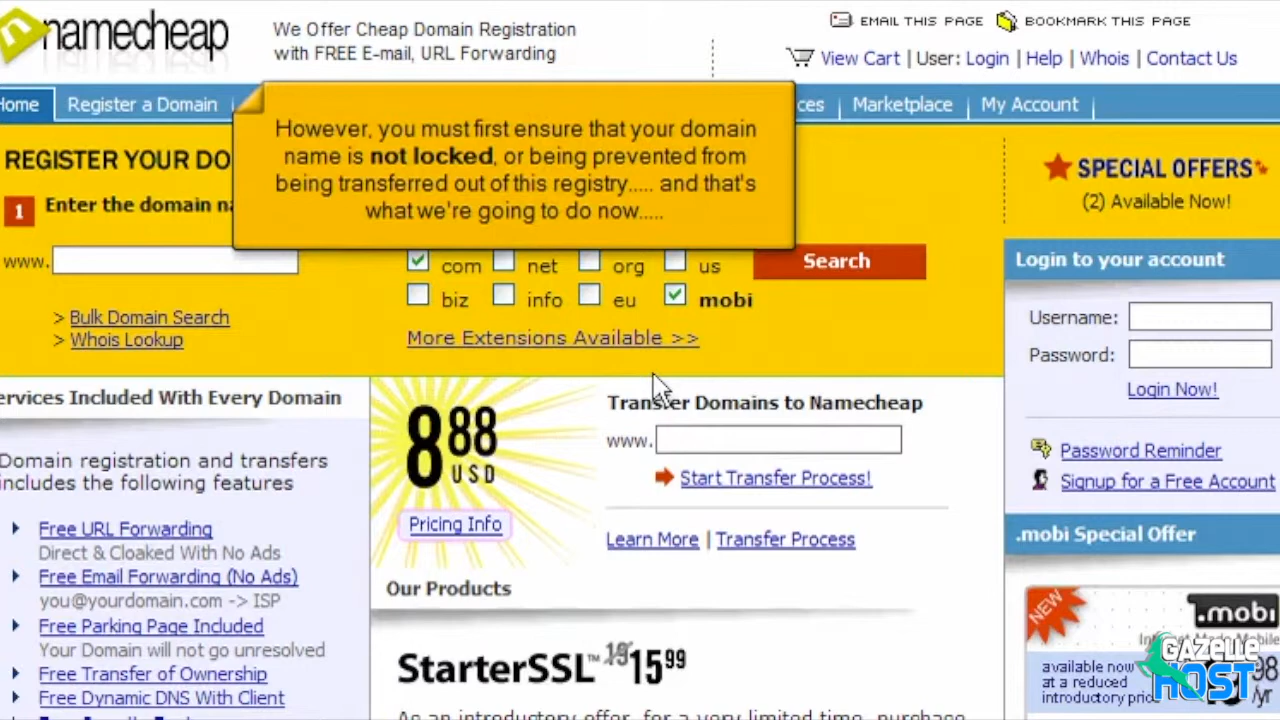 namecheap
We Offer Cheap Domain Registration
with FREE E-mail, URL Forwarding
EMAIL THIS PAGE BOOKMARK THIS PAGE
View Cart | User: Login | Help | Whois | Contact Us
Home Register a Domain ces Marketplace My Account
However, you must first ensure that your domain
name is not locked, or being prevented from
being transferred out of this registry..... and that's
what we're going to do now.....
REGISTER YOUR DO
1 Enter the domain na
www.
com net org us
biz info eu mobi
Search
> Bulk Domain Search
> Whois Lookup
More Extensions Available >>
SPECIAL OFFERS
(2) Available Now!
Login to your account
Username:
Password:
Login Now!
Password Reminder
Signup for a Free Account
ervices Included With Every Domain
Domain registration and transfers
includes the following features
Free URL Forwarding
Direct & Cloaked With No Ads
Free Email Forwarding (No Ads)
you@yourdomain.com -> ISP
Free Parking Page Included
Your Domain will not go unresolved
Free Transfer of Ownership
Free Dynamic DNS With Client
8.88
USD
Pricing Info
Transfer Domains to Namecheap
www.
Start Transfer Process!
Learn More | Transfer Process
Our Products
StarterSSL™ 19 15.99
As an introductory offer, for a very limited time, purchase
.mobi Special Offer
NEW
.mobi
available now
at a reduced
introductory price
98
/yr
GAZELLE
HOST